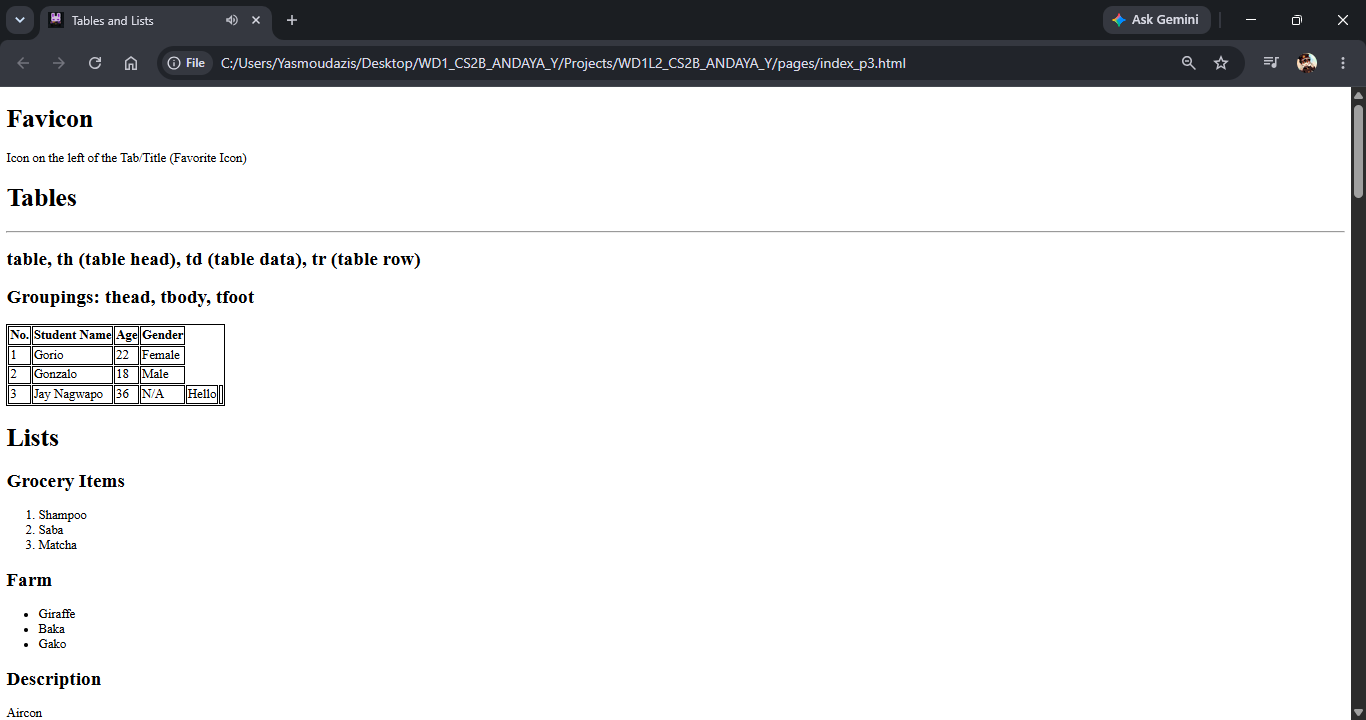 Tables and Lists
Ask Gemini
File
C:/Users/Yasmoudazis/Desktop/WD1_CS2B_ANDAYA_Y/Projects/WD1L2_CS2B_ANDAYA_Y/pages/index_p3.html
Favicon
Icon on the left of the Tab/Title (Favorite Icon)
Tables
table, th (table head), td (table data), tr (table row)
Groupings: thead, tbody, tfoot
No. Student Name Age Gender
1 Gorio 22 Female
2 Gonzalo 18 Male
3 Jay Nagwapo 36 N/A Hello
Lists
Grocery Items
1. Shampoo
2. Saba
3. Matcha
Farm
• Giraffe
• Baka
• Gako
Description
Aircon